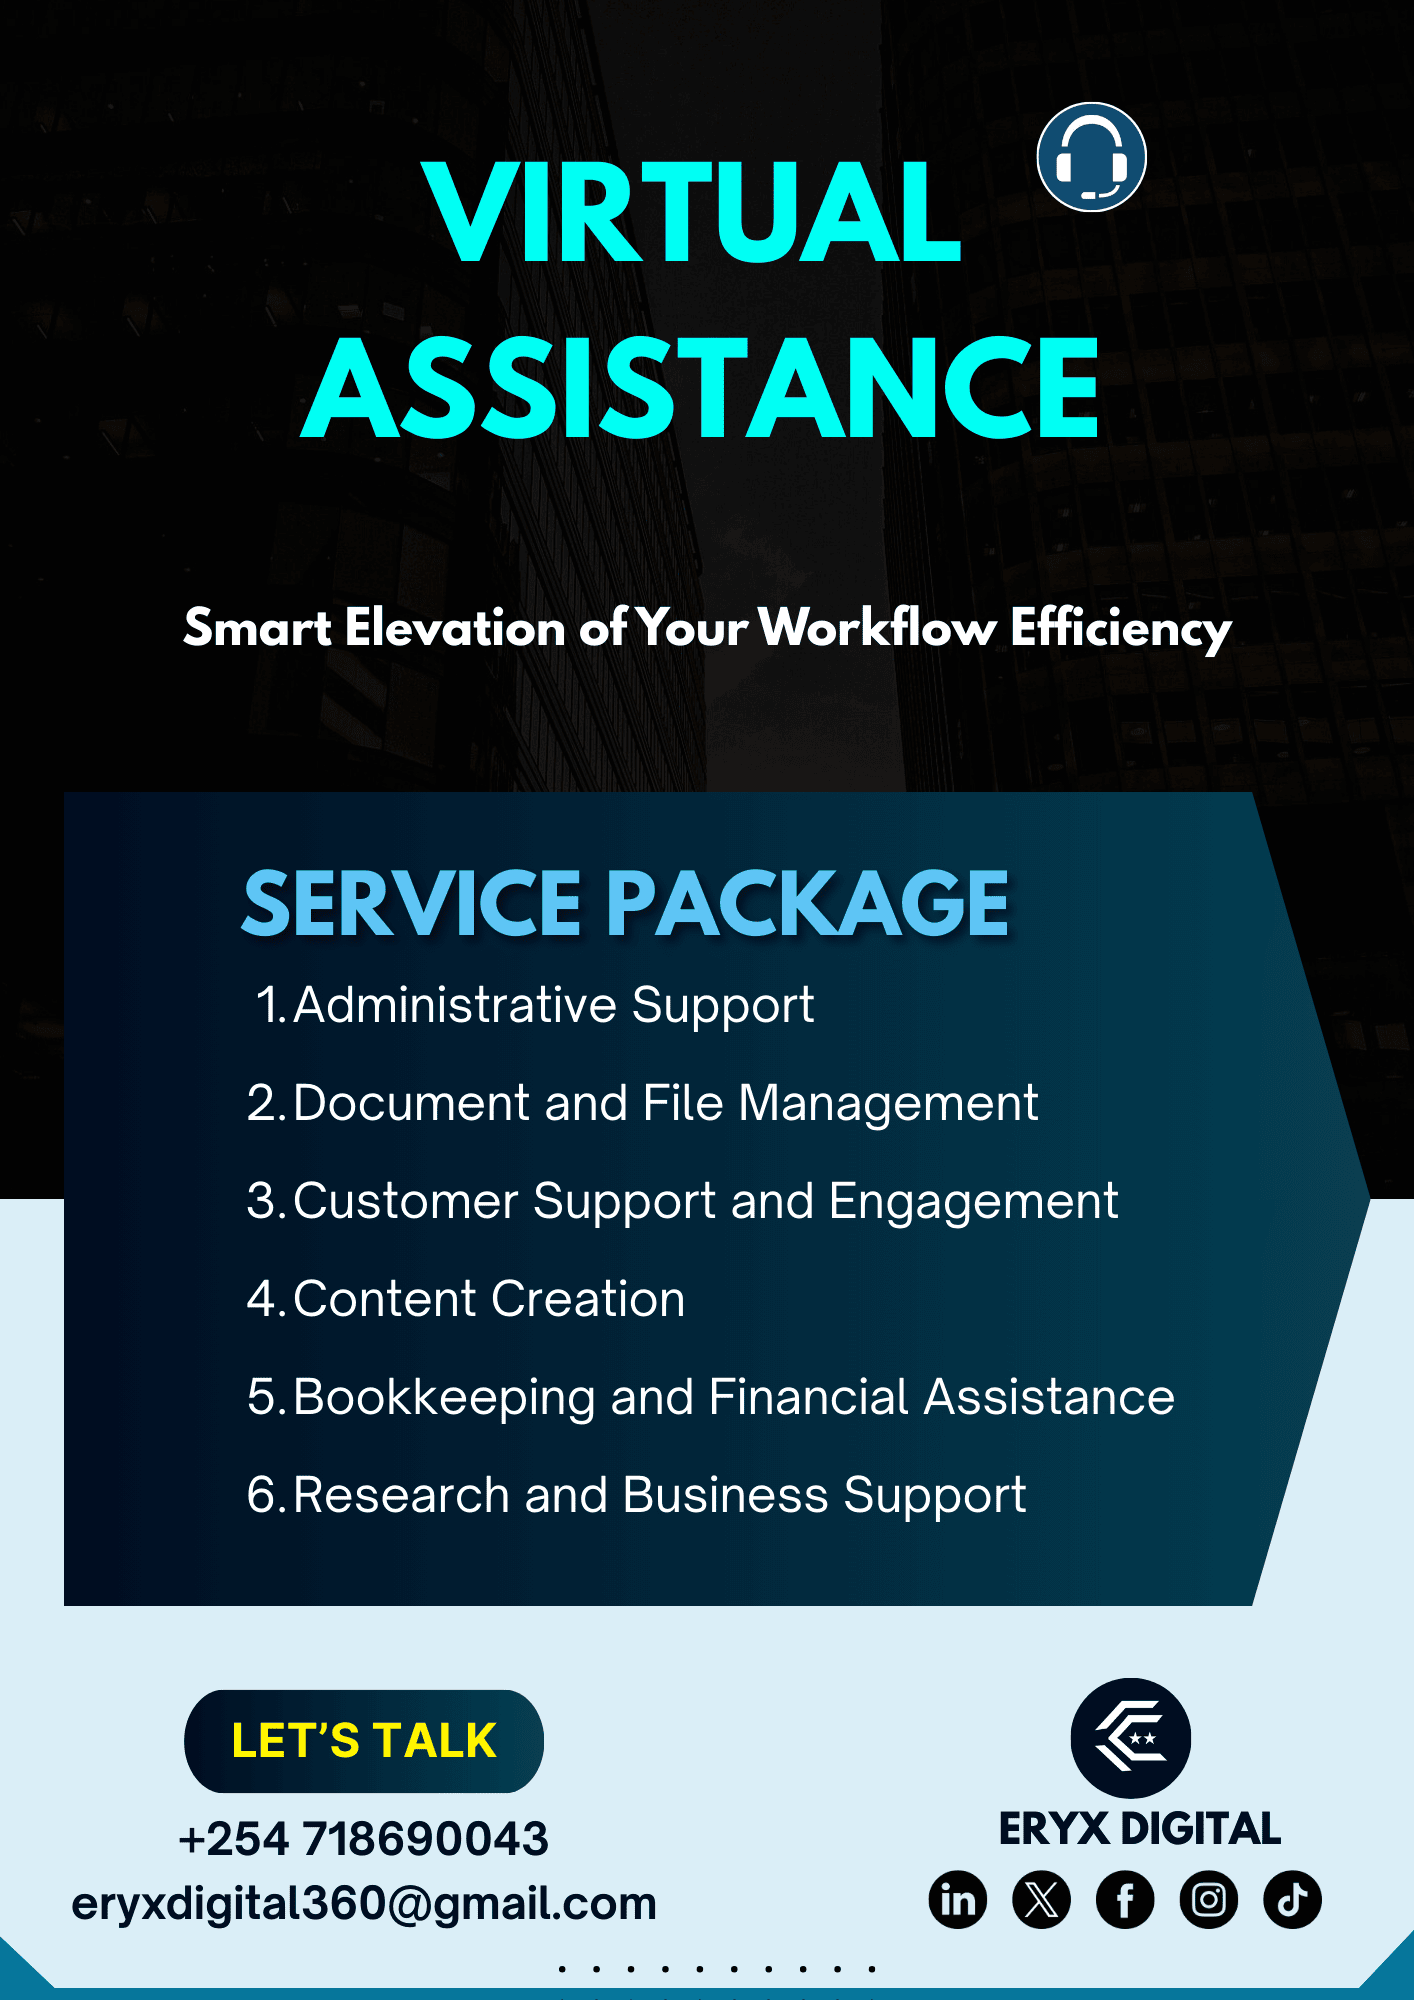 VIRTUAL
ASSISTANCE
Smart Elevation of Your Workflow Efficiency
SERVICE PACKAGE
1. Administrative Support
2. Document and File Management
3. Customer Support and Engagement
4. Content Creation
5. Bookkeeping and Financial Assistance
6. Research and Business Support
LET'S TALK
+254 718690043
eryxdigital360@gmail.com
ERYX DIGITAL